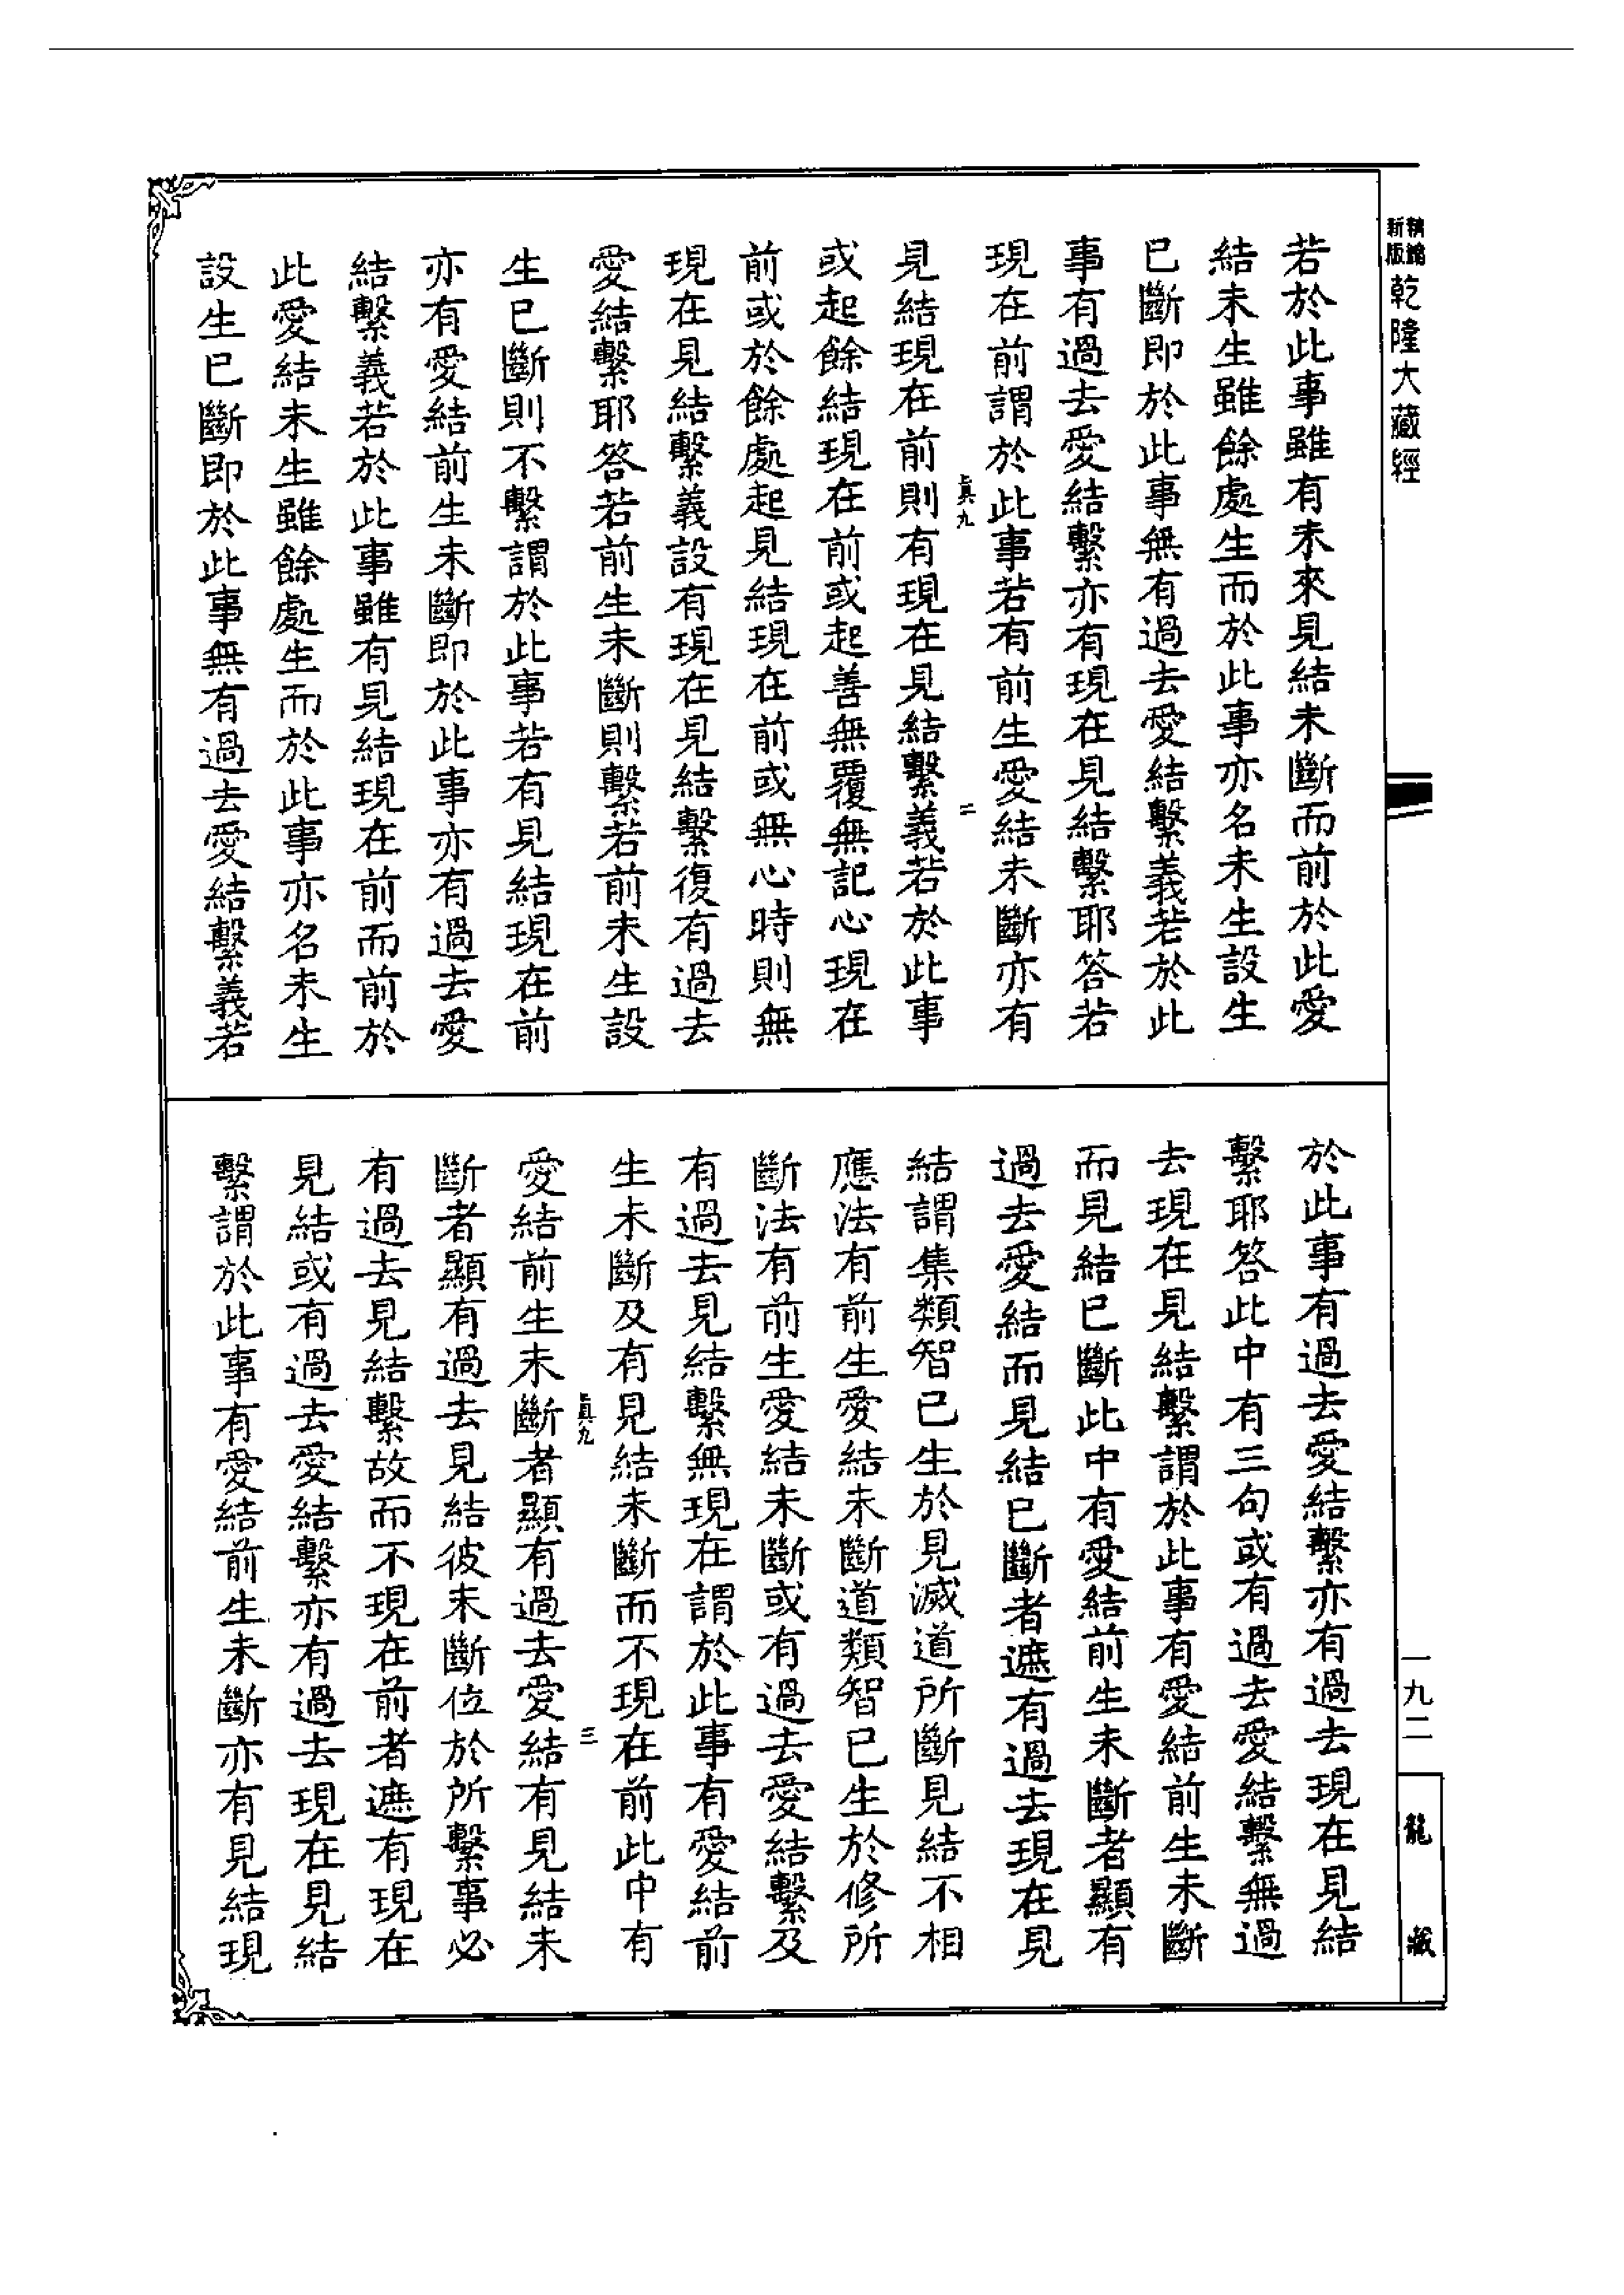 新編
新版
乾隆大藏經
若於此事雖有未來見結未斷而前於此愛
結未生雖餘處生而於此事亦名未生設生
已斷即於此事無有過去愛結繫義若於此
事有過去愛結繫亦有現在見結繫耶答若
現在前謂於此事若有前生愛結未斷亦有
見結現在前則有現在見結繫義若於此事
或起餘結現在前或起善無覆無記心現在
前或於餘處起見結現在前或無心時則無
現在見結繫義設有現在見結繫復有過去
愛結繫耶答若前生未斷則繫若前未生設
生已斷則不繫謂於此事若有見結現在前
亦有愛結前生未斷即於此事亦有過去愛
結繫義若於此事雖有見結現在前而前於
此愛結未生雖餘處生而於此事亦名未生
設生已斷即於此事無有過去愛結繫義若
真九
二
於此事有過去愛結繫亦有過去現在見結
繫耶答此中有三句或有過去愛結繫無過
去現在見結繫謂於此事有愛結前生未斷
而見結已斷此中有愛結前生未斷者顯有
過去愛結而見結已斷者遮有過去現在見
結謂集類智已生於見滅道所斷見結不相
應法有前生愛結未斷道類智已生於修所
斷法有前生愛結未斷或有過去愛結繫及
有過去見結繫無現在謂於此事有愛結前
生未斷及有見結未斷而不現在前此中有
愛結前生未斷者顯有過去愛結有見結未
斷者顯有過去見結彼未斷位於所繫事必
有過去見結繫故而不現在前者遮有現在
見結或有過去愛結繫亦有過去現在見結
繫謂於此事有愛結前生未斷亦有見結現
真九
三
一九二
龍藏